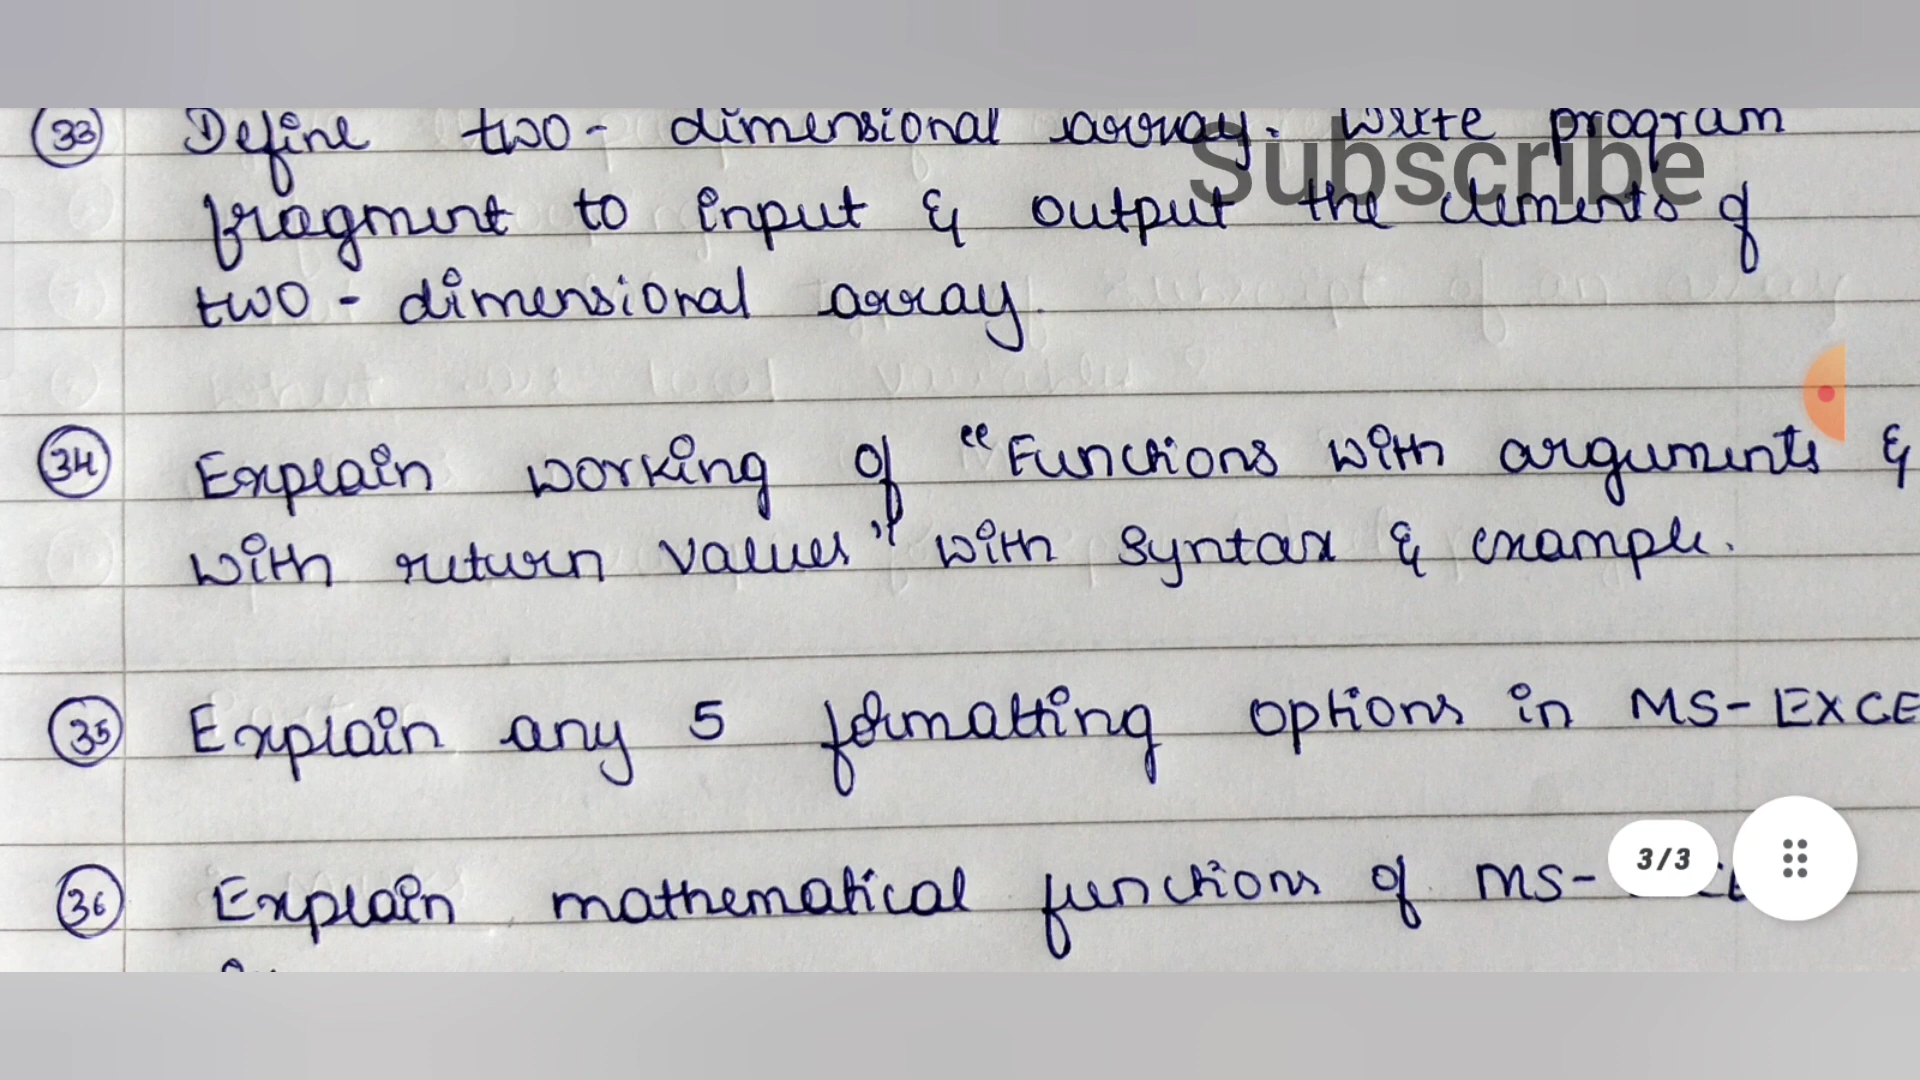 33 Define two- dimensional array. Write program
Subscribe
fragment to input & output the elements of
two - dimensional array.
34 Explain working of "Functions with arguments &
with return values" with syntax & example.
35 Explain any 5 formatting options in MS- EXCE
36 Explain mathematical functions of MS-
3/3